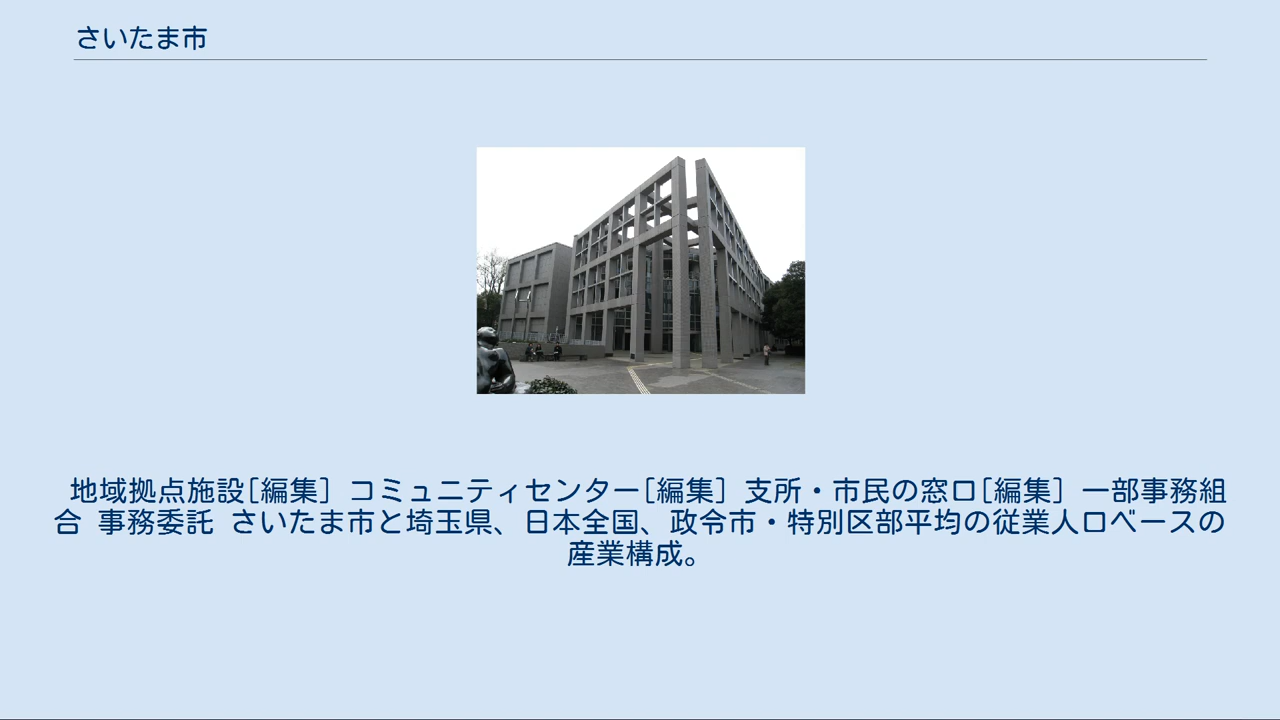 さいたま市
地域拠点施設[編集] コミュニティセンター[編集] 支所・市民の窓口[編集] 一部事務組
合 事務委託 さいたま市と埼玉県、日本全国、政令市・特別区部平均の従業人口ベースの
産業構成。